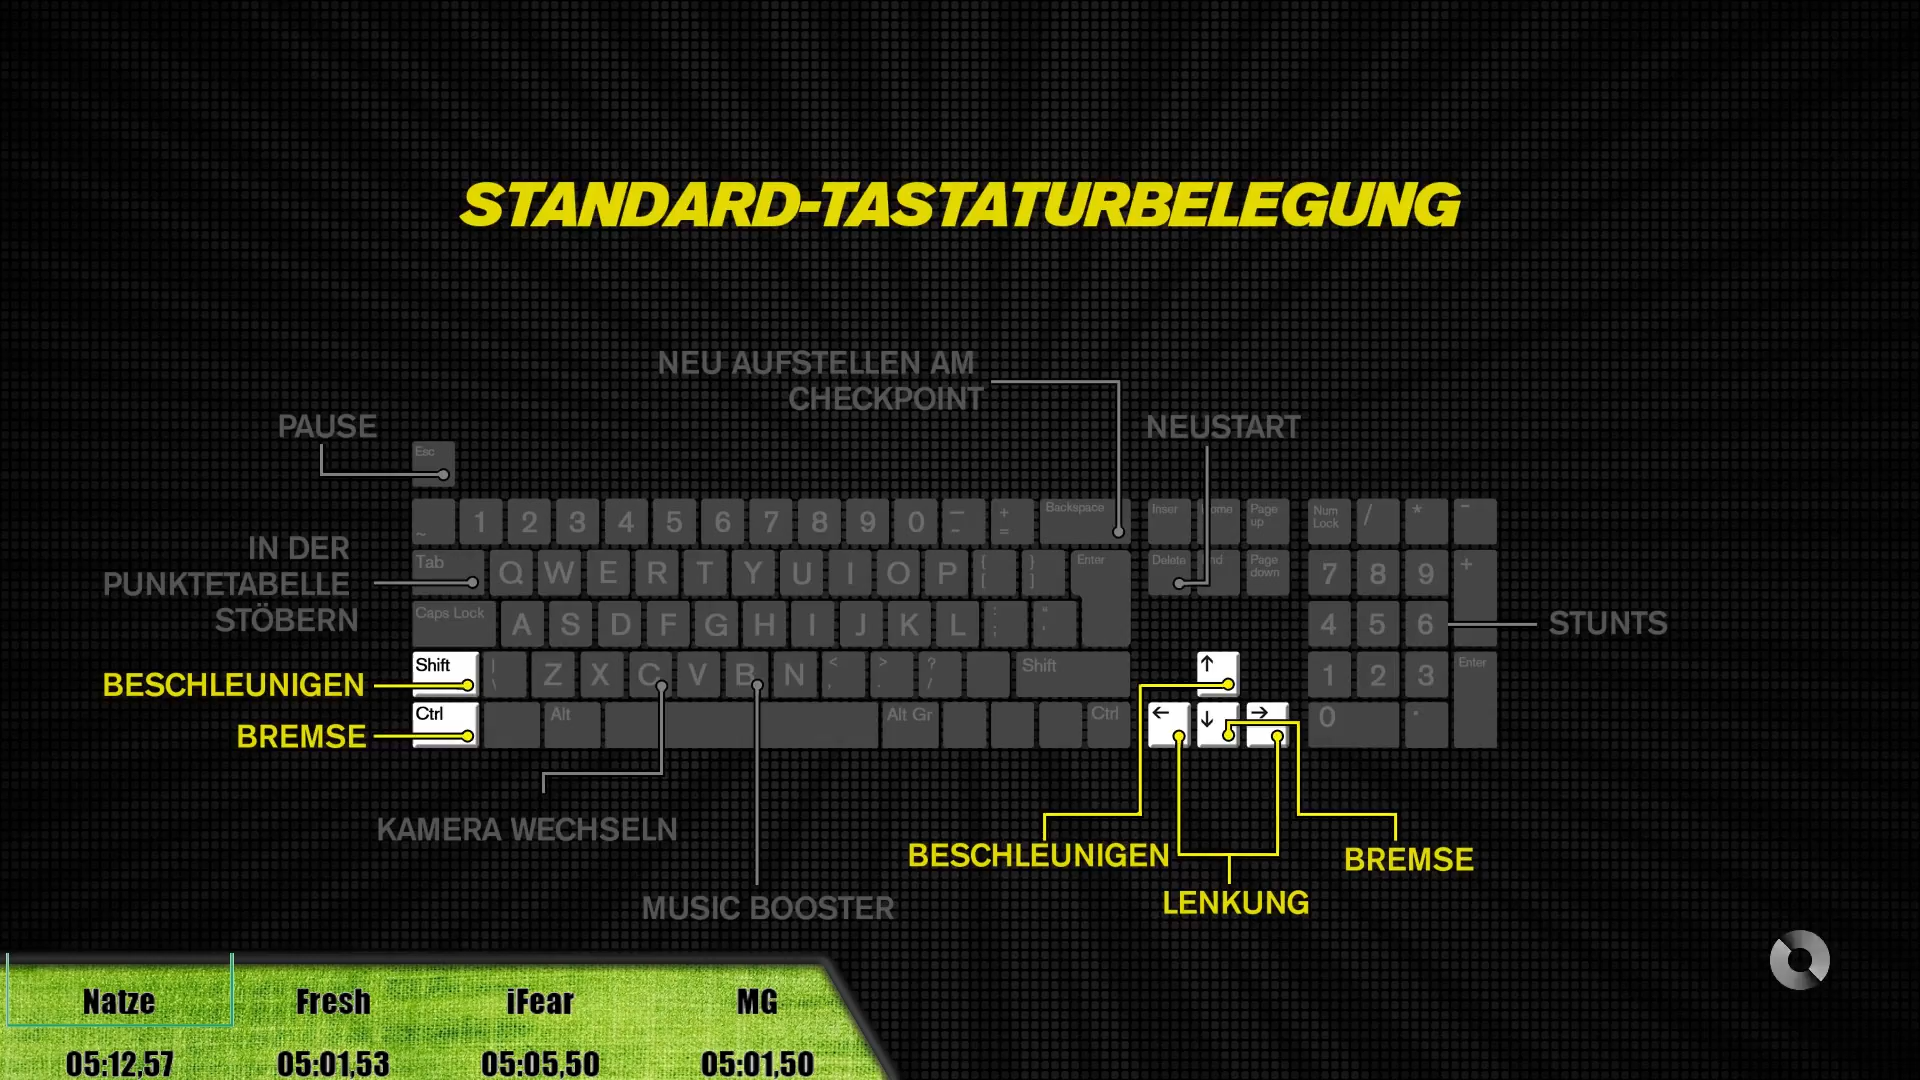 STANDARD-TASTATURBELEGUNG
NEU AUFSTELLEN AM
CHECKPOINT
PAUSE
NEUSTART
Esc
~ 1 2 3 4 5 6 7 8 9 0 — - + = Backspace
Inser Home Page up
Num Lock / * -
IN DER
PUNKTETABELLE
STÖBERN
Tab Q W E R T Y U I O P { [ } ] Enter
Delete End Page down
7 8 9 +
Caps Lock A S D F G H I J K L : ; " '
4 5 6
STUNTS
BESCHLEUNIGEN
Shift | \ Z X C V B N < , > . ? / Shift
↑
1 2 3 Enter
BREMSE
Ctrl Alt Alt Gr Ctrl
← ↓ →
0 .
KAMERA WECHSELN
BESCHLEUNIGEN
BREMSE
LENKUNG
MUSIC BOOSTER
Natze Fresh iFear MG
05:12,57 05:01,53 05:05,50 05:01,50